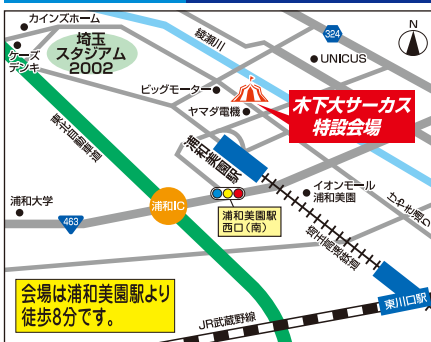 カインズホーム
ケーズ
デンキ
埼玉
スタジアム
2002
綾瀬川
324
N
UNICUS
ビッグモーター
ヤマダ電機
木下大サーカス
特設会場
東北自動車道
浦和美園駅
浦和大学
463
浦和IC
浦和美園駅
西口(南)
イオンモール
浦和美園
けやき通り
埼玉高速鉄道
会場は浦和美園駅より
徒歩8分です。
JR武蔵野線
東川口駅